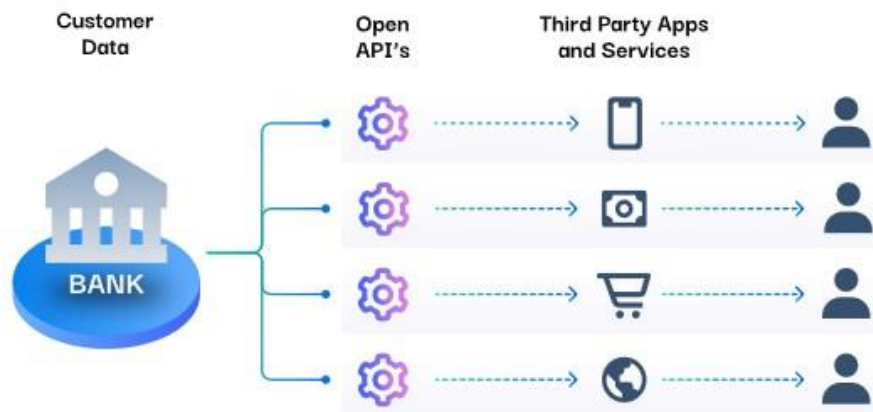 Customer
Data
Open
API's
Third Party Apps
and Services
BANK